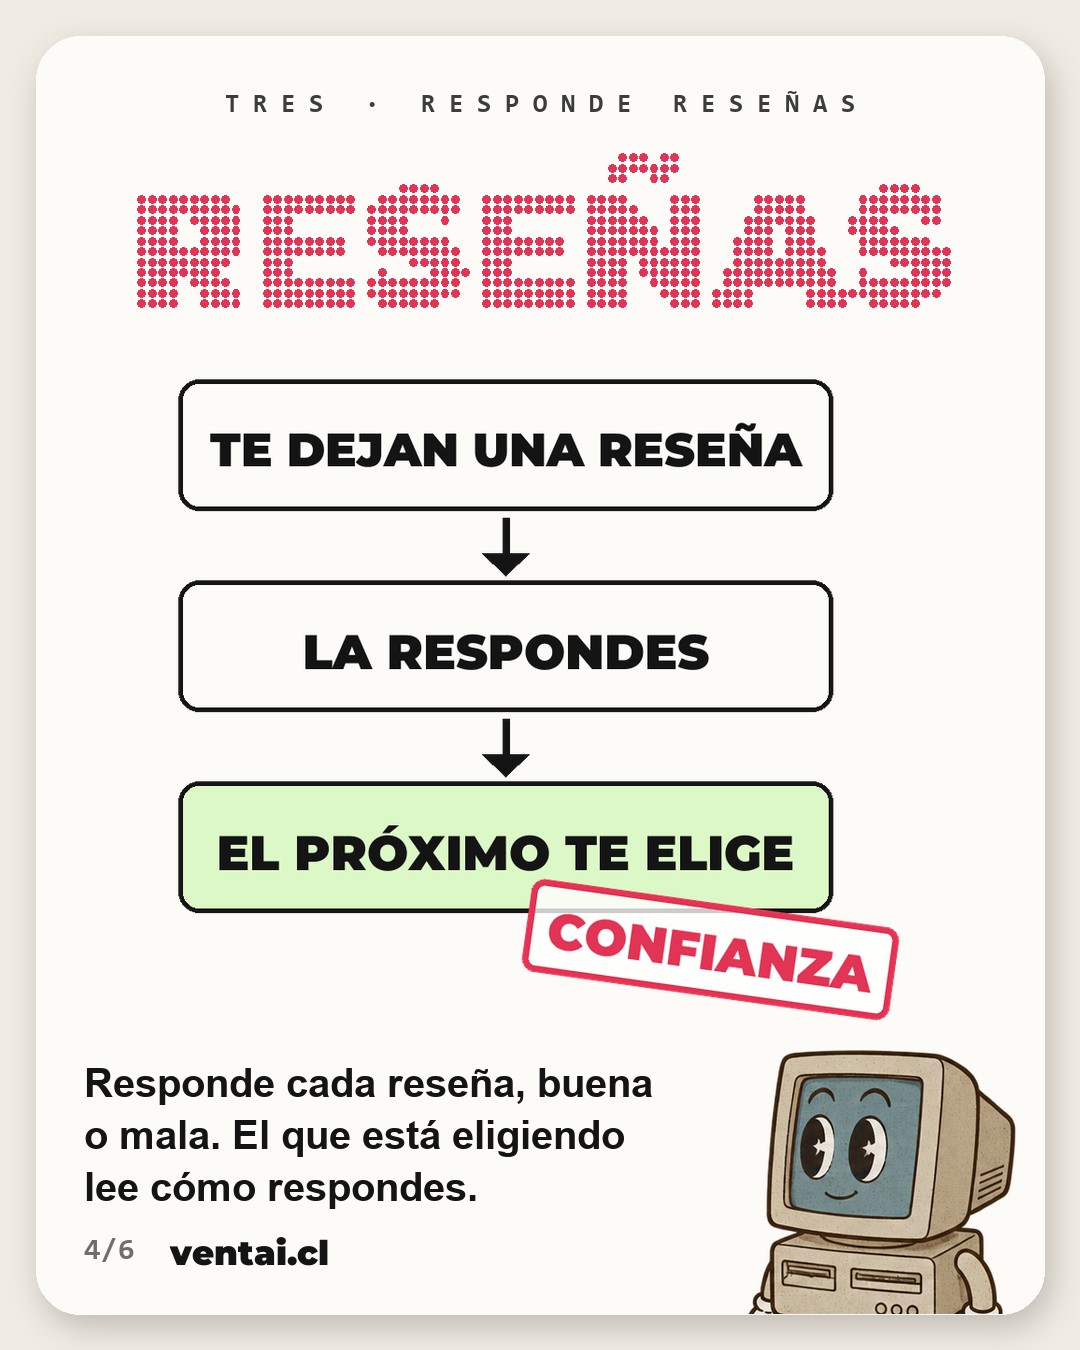 TRES · RESPONDE RESEÑAS
RESEÑAS
TE DEJAN UNA RESEÑA
LA RESPONDES
EL PRÓXIMO TE ELIGE
CONFIANZA
Responde cada reseña, buena
o mala. El que está eligiendo
lee cómo respondes.
4/6 ventai.cl